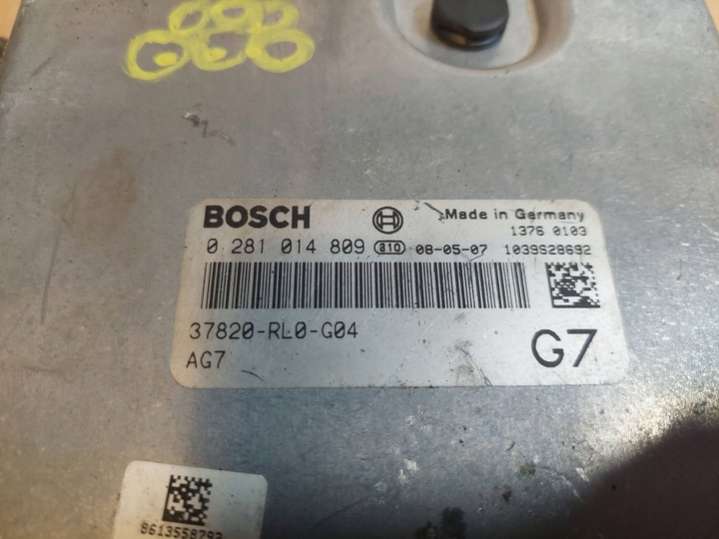 BOSCH Made in Germany
1376 0103
0 281 014 809 810 08-05-07 1039S28692
37820-RL0-G04
AG7 G7